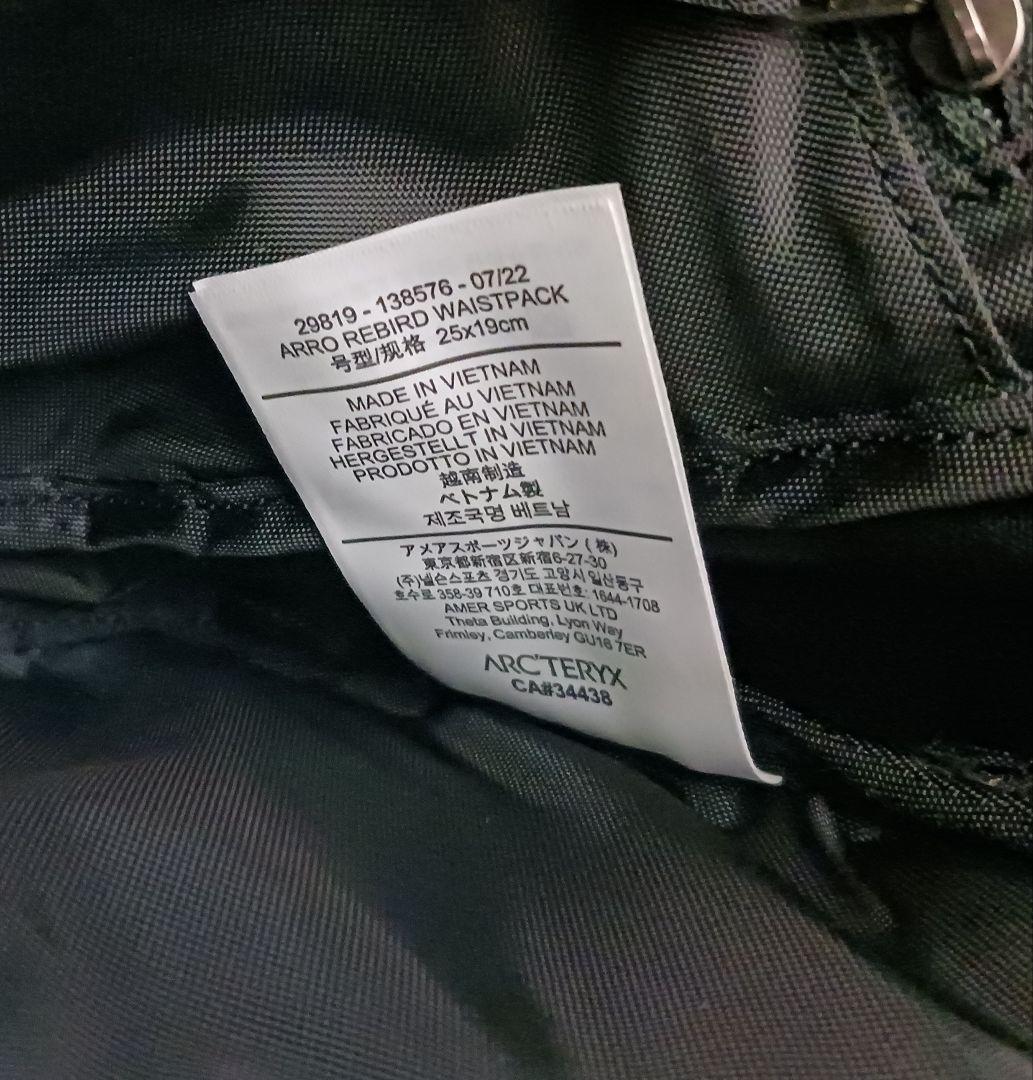 29819 - 138576 - 07/22
ARRO REBIRD WAISTPACK
号型/规格 25x19cm
MADE IN VIETNAM
FABRIQUÉ AU VIETNAM
FABRICADO EN VIETNAM
HERGESTELLT IN VIETNAM
PRODOTTO IN VIETNAM
越南制造
ベトナム製
제조국명 베트남
アメアスポーツジャパン (株)
東京都新宿区新宿6-27-30
(주)넬슨스포츠 경기도 고양시 일산동구
호수로 358-39 710호 대표번호: 1644-1708
AMER SPORTS UK LTD
Theta Building, Lyon Way
Frimley, Camberley GU16 7ER
ARC'TERYX
CA#34438